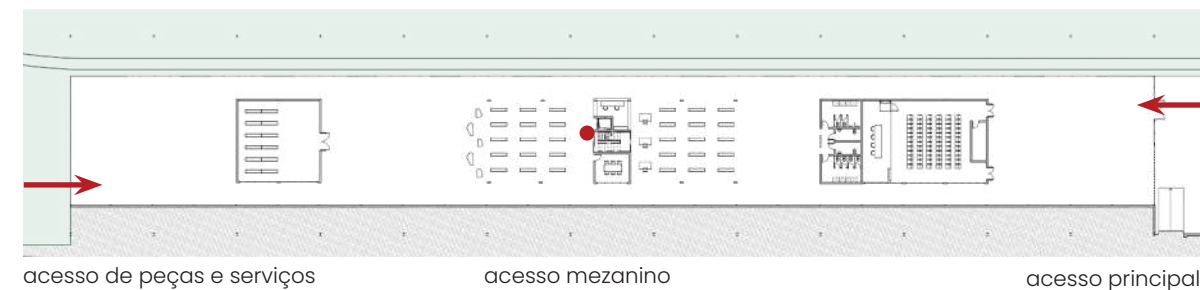 acesso de peças e serviços
acesso mezanino
acesso principal